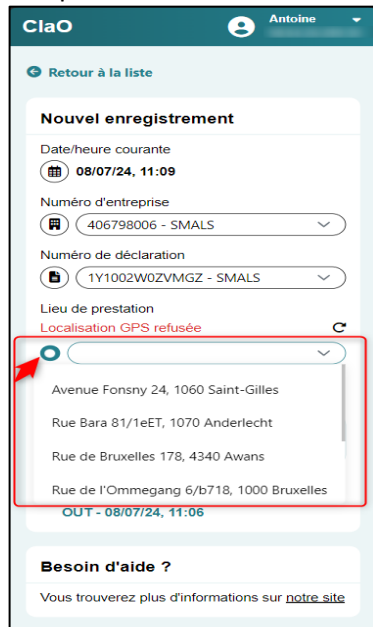 ClaO
Antoine
Retour à la liste
Nouvel enregistrement
Date/heure courante
08/07/24, 11:09
Numéro d'entreprise
406798006 - SMALS
Numéro de déclaration
1Y1002W0ZVMGZ - SMALS
Lieu de prestation
Localisation GPS refusée
Avenue Fonsny 24, 1060 Saint-Gilles
Rue Bara 81/1eET, 1070 Anderlecht
Rue de Bruxelles 178, 4340 Awans
Rue de l'Ommegang 6/b718, 1000 Bruxelles
OUT - 08/07/24, 11:06
Besoin d'aide ?
Vous trouverez plus d'informations sur notre site